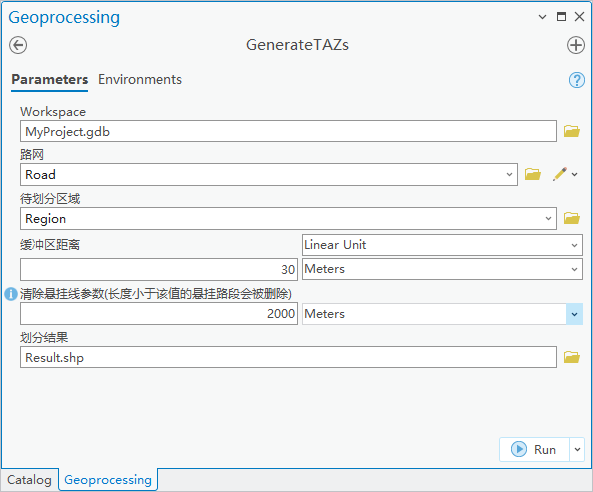 Geoprocessing
GenerateTAZs
Parameters Environments
Workspace
MyProject.gdb
路网
Road
待划分区域
Region
缓冲区距离 Linear Unit
30 Meters
清除悬挂线参数(长度小于该值的悬挂路段会被删除)
2000 Meters
划分结果
Result.shp
Run
Catalog Geoprocessing